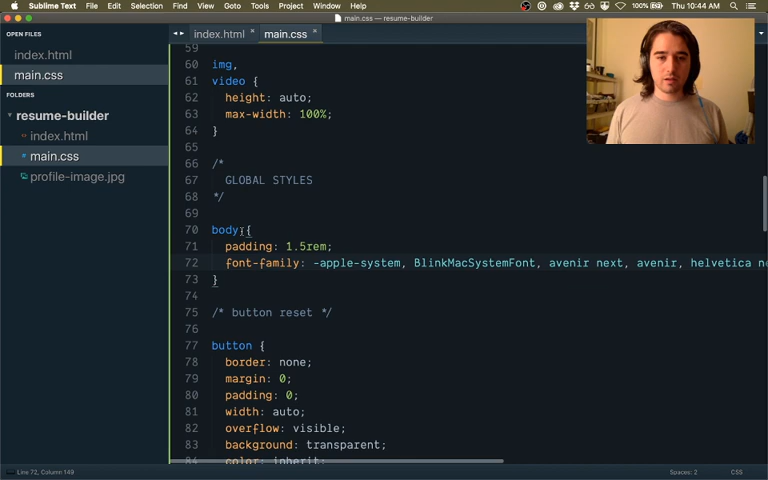 Sublime Text File Edit Selection Find View Goto Tools Project Window Help 100% Thu 10:44 AM
main.css — resume-builder
OPEN FILES
index.html
main.css
FOLDERS
resume-builder
index.html
main.css
profile-image.jpg
index.html × main.css ×
59
60 img,
61 video {
62 height: auto;
63 max-width: 100%;
64 }
65
66 /*
67 GLOBAL STYLES
68 */
69
70 body {
71 padding: 1.5rem;
72 font-family: -apple-system, BlinkMacSystemFont, avenir next, avenir, helvetica ne
73 }
74
75 /* button reset */
76
77 button {
78 border: none;
79 margin: 0;
80 padding: 0;
81 width: auto;
82 overflow: visible;
83 background: transparent;
84 color: inherit;
Line 72, Column 149 Spaces: 2 CSS